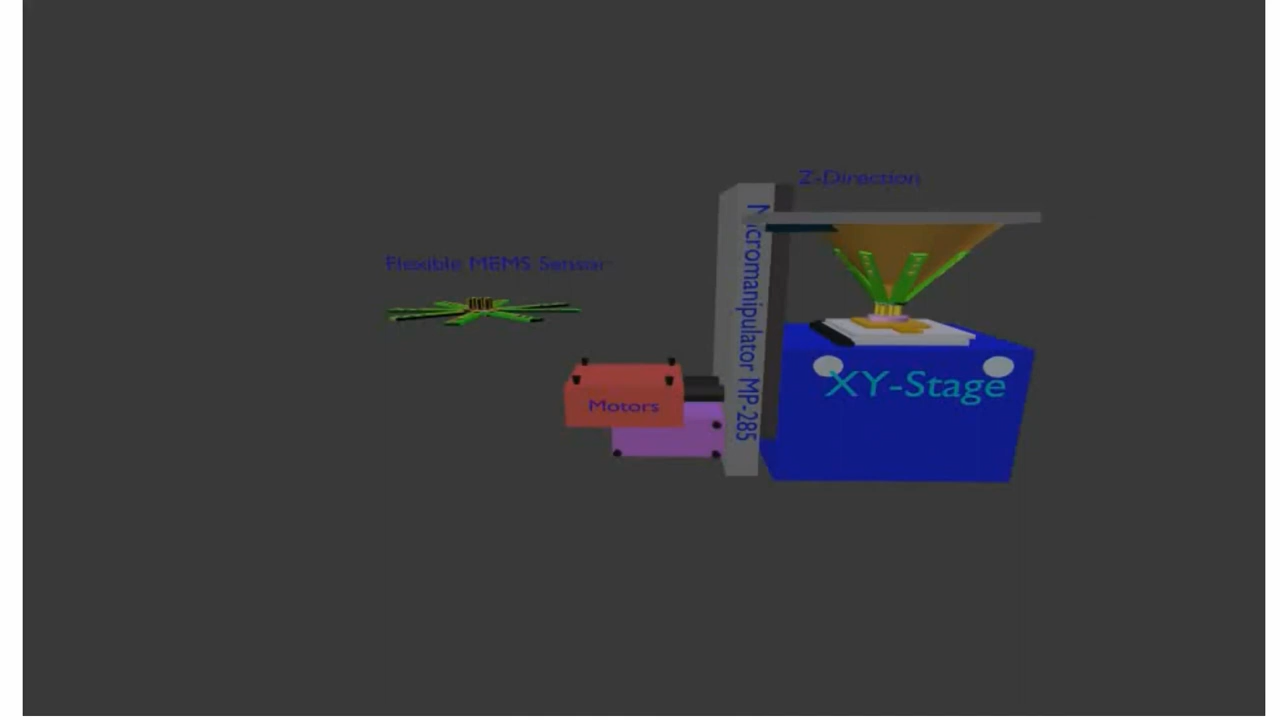 Z-Direction
Flexible MEMS Sensor
Micromanipulator MP-285
XY-Stage
Motors